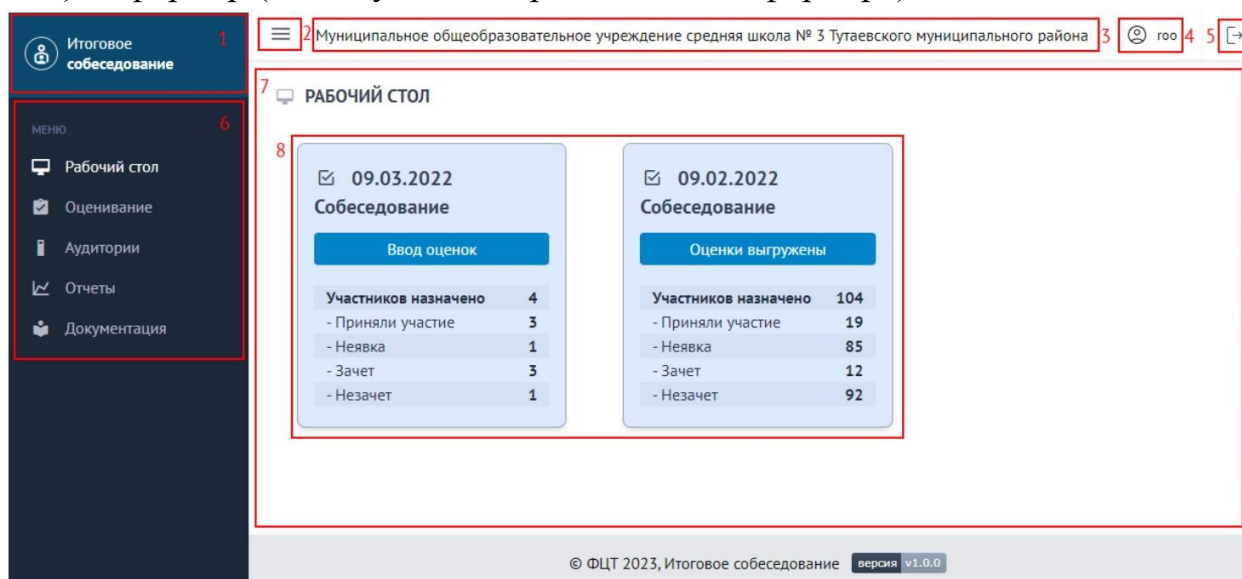 Итоговое
собеседование
1
2
Муниципальное общеобразовательное учреждение средняя школа № 3 Тутаевского муниципального района
3
roo
4
5
МЕНЮ
6
Рабочий стол
Оценивание
Аудитории
Отчеты
Документация
7
РАБОЧИЙ СТОЛ
8
09.03.2022
Собеседование
Ввод оценок
Участников назначено 4
- Приняли участие 3
- Неявка 1
- Зачет 3
- Незачет 1
09.02.2022
Собеседование
Оценки выгружены
Участников назначено 104
- Приняли участие 19
- Неявка 85
- Зачет 12
- Незачет 92
© ФЦТ 2023, Итоговое собеседование версия v1.0.0